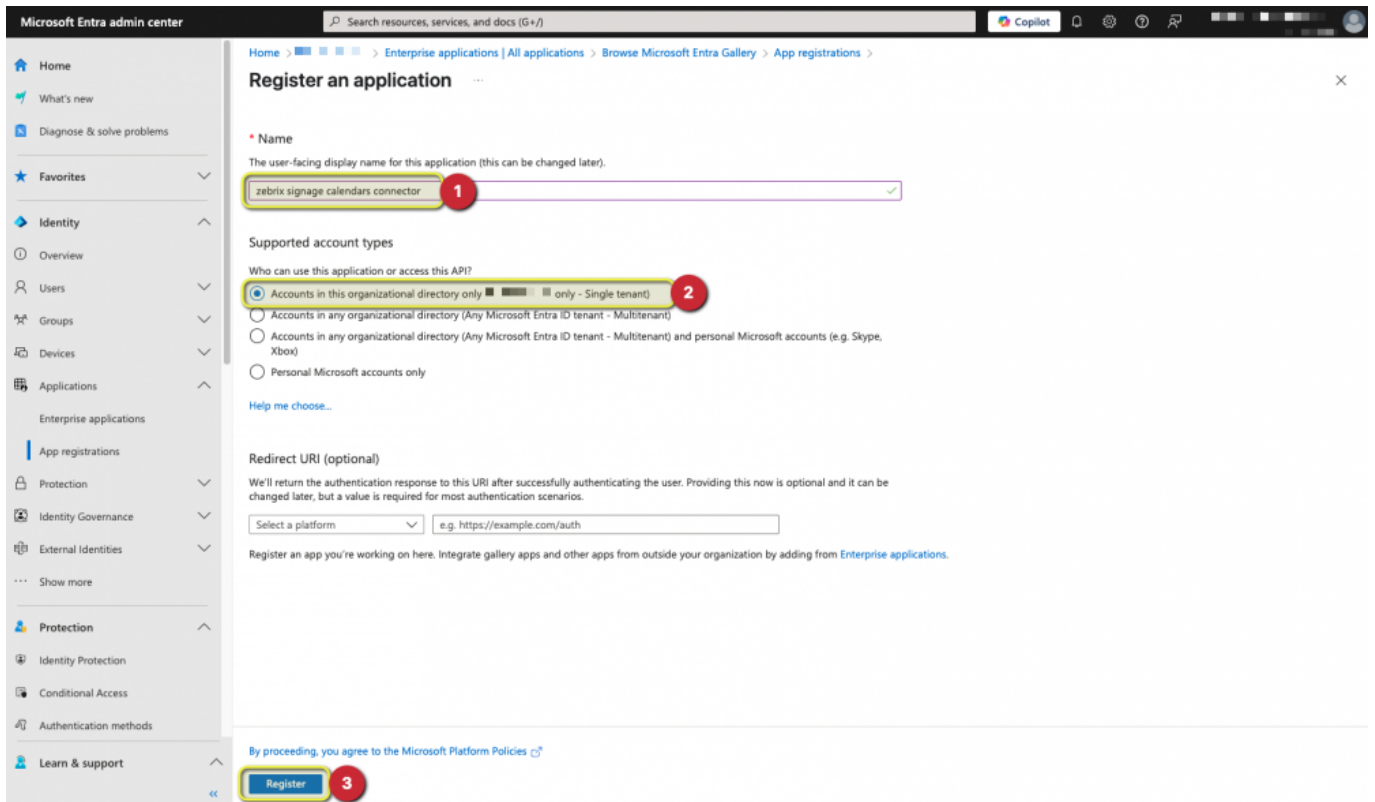 Microsoft Entra admin center
Search resources, services, and docs (G+/)
Copilot
Home
What's new
Diagnose & solve problems
Favorites
Identity
Overview
Users
Groups
Devices
Applications
Enterprise applications
App registrations
Protection
Identity Governance
External Identities
Show more
Protection
Identity Protection
Conditional Access
Authentication methods
Learn & support
Home > > Enterprise applications | All applications > Browse Microsoft Entra Gallery > App registrations >
Register an application ...
* Name
The user-facing display name for this application (this can be changed later).
zebrix signage calendars connector
1
Supported account types
Who can use this application or access this API?
Accounts in this organizational directory only only - Single tenant)
2
Accounts in any organizational directory (Any Microsoft Entra ID tenant - Multitenant)
Accounts in any organizational directory (Any Microsoft Entra ID tenant - Multitenant) and personal Microsoft accounts (e.g. Skype,
Xbox)
Personal Microsoft accounts only
Help me choose...
Redirect URI (optional)
We'll return the authentication response to this URI after successfully authenticating the user. Providing this now is optional and it can be
changed later, but a value is required for most authentication scenarios.
Select a platform
e.g. https://example.com/auth
Register an app you're working on here. Integrate gallery apps and other apps from outside your organization by adding from Enterprise applications.
By proceeding, you agree to the Microsoft Platform Policies
Register
3